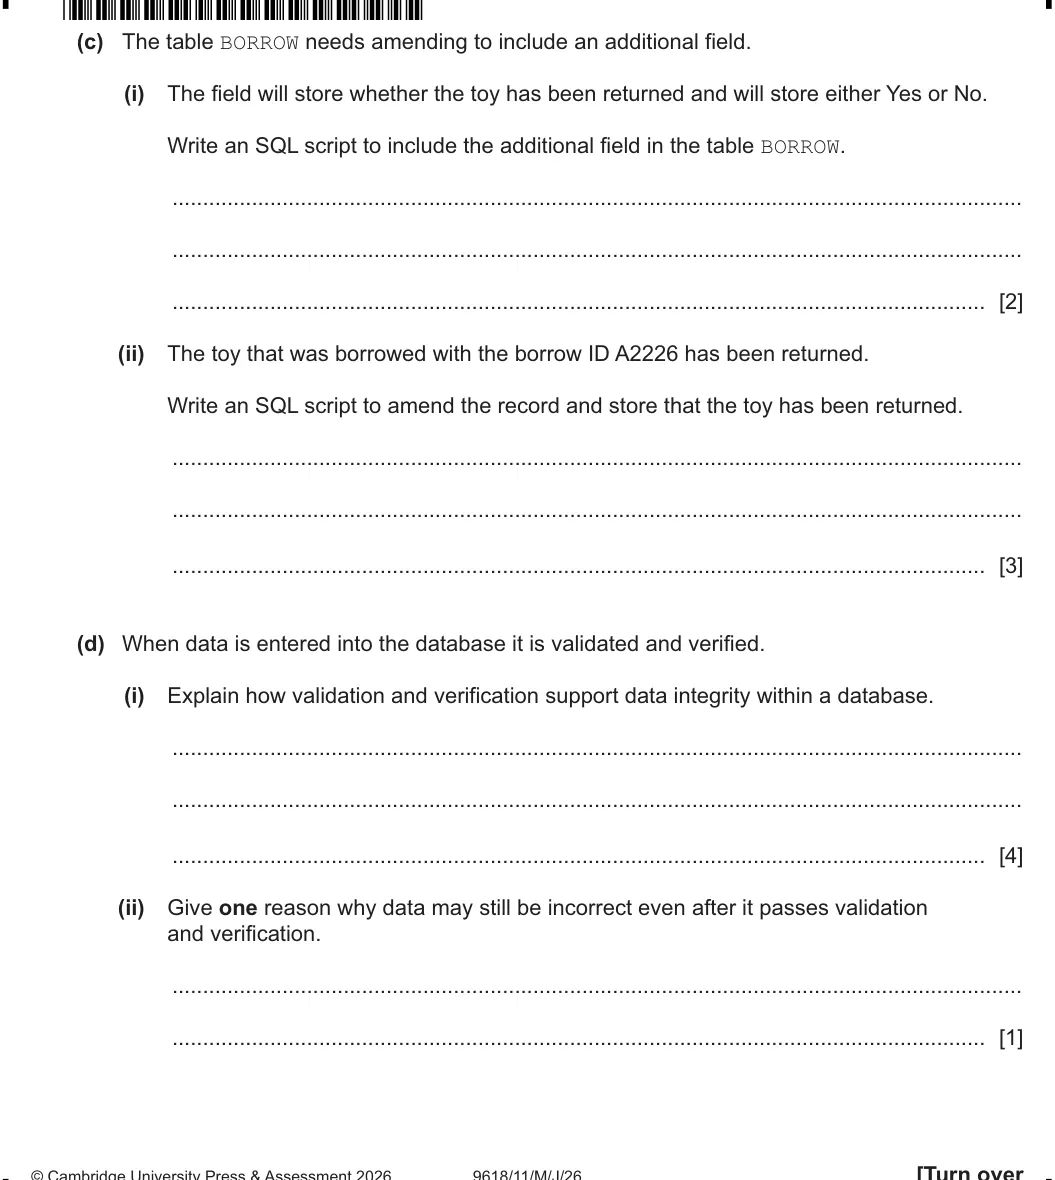 (c) The table BORROW needs amending to include an additional field.
(i) The field will store whether the toy has been returned and will store either Yes or No.
Write an SQL script to include the additional field in the table BORROW.
[2]
(ii) The toy that was borrowed with the borrow ID A2226 has been returned.
Write an SQL script to amend the record and store that the toy has been returned.
[3]
(d) When data is entered into the database it is validated and verified.
(i) Explain how validation and verification support data integrity within a database.
[4]
(ii) Give one reason why data may still be incorrect even after it passes validation
and verification.
[1]
© Cambridge University Press & Assessment 2026 9618/11/M/J/26 [Turn over